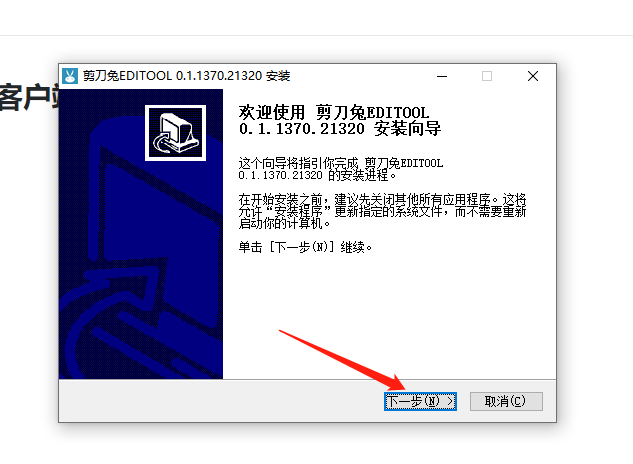 剪刀兔EDITOOL 0.1.1370.21320 安装
客户端
欢迎使用 剪刀兔EDITOOL
0.1.1370.21320 安装向导
这个向导将指引你完成 剪刀兔EDITOOL
0.1.1370.21320 的安装进程。
在开始安装之前，建议先关闭其他所有应用程序。这将
允许“安装程序”更新指定的系统文件，而不需要重新
启动你的计算机。
单击 [下一步(N)] 继续。
下一步(N) >
取消(C)